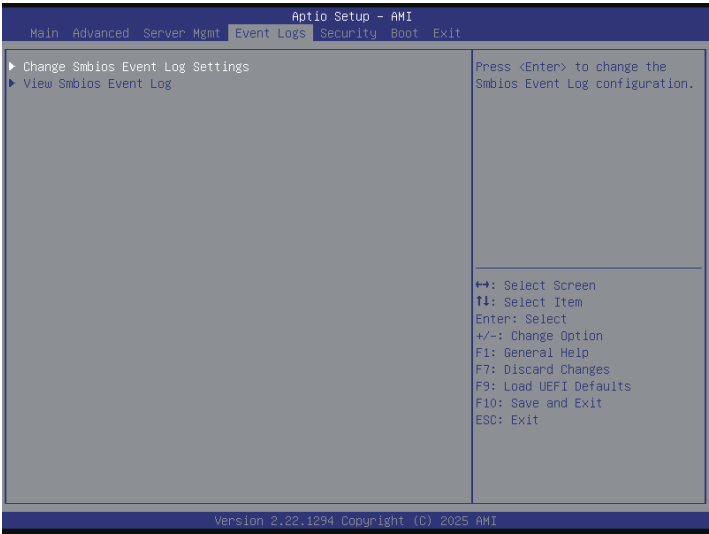 Aptio Setup - AMI
Main Advanced Server Mgmt Event Logs Security Boot Exit
▶ Change Smbios Event Log Settings
▶ View Smbios Event Log
Press <Enter> to change the
Smbios Event Log configuration.
↔: Select Screen
↑↓: Select Item
Enter: Select
+/-: Change Option
F1: General Help
F7: Discard Changes
F9: Load UEFI Defaults
F10: Save and Exit
ESC: Exit
Version 2.22.1294 Copyright (C) 2025 AMI